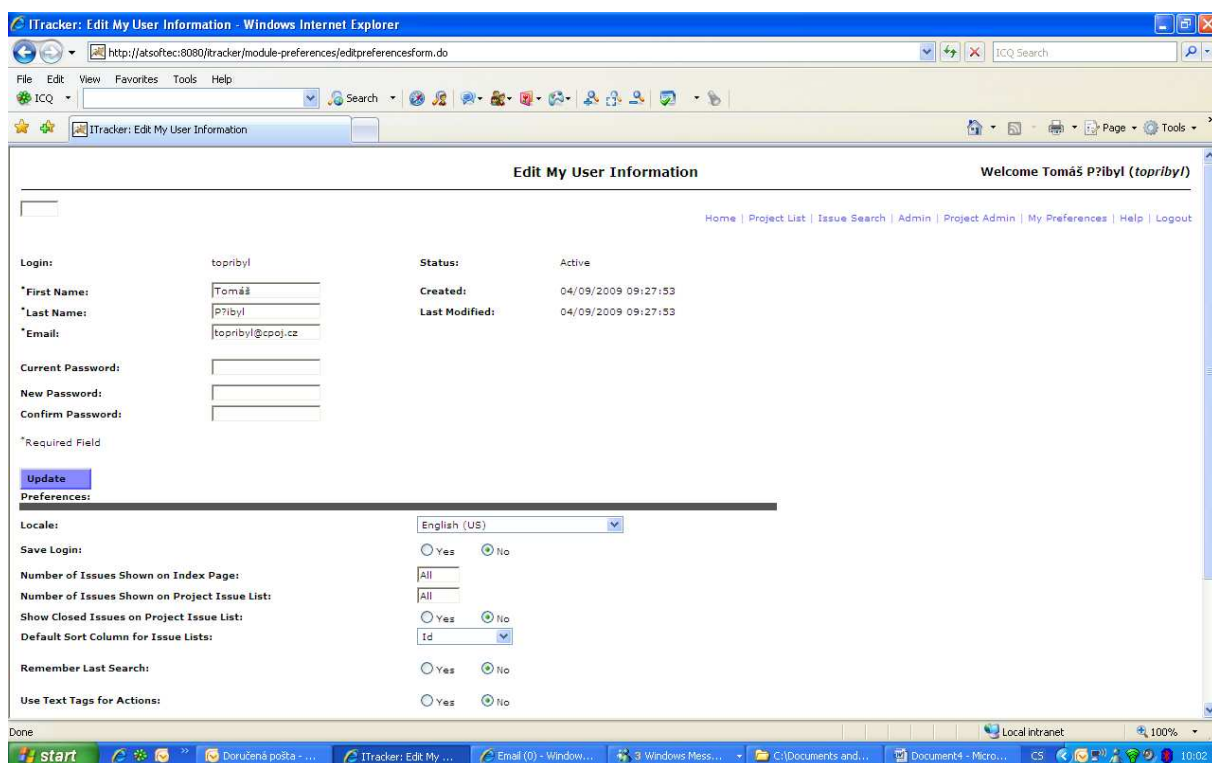 ITracker: Edit My User Information - Windows Internet Explorer
http://atsoftec:8080/itracker/module-preferences/editpreferencesform.do
ICQ Search
File Edit View Favorites Tools Help
ICQ Search
ITracker: Edit My User Information Page Tools
Edit My User Information Welcome Tomáš P?ibyl (topribyl)
Home | Project List | Issue Search | Admin | Project Admin | My Preferences | Help | Logout
Login: topribyl Status: Active
*First Name: Tomáš Created: 04/09/2009 09:27:53
*Last Name: P?ibyl Last Modified: 04/09/2009 09:27:53
*Email: topribyl@cpoj.cz
Current Password:
New Password:
Confirm Password:
*Required Field
Update
Preferences:
Locale: English (US)
Save Login: Yes No
Number of Issues Shown on Index Page: All
Number of Issues Shown on Project Issue List: All
Show Closed Issues on Project Issue List: Yes No
Default Sort Column for Issue Lists: Id
Remember Last Search: Yes No
Use Text Tags for Actions: Yes No
Done Local intranet 100%
start Doručená pošta - ... ITracker: Edit My ... Email (0) - Window... 3 Windows Mess... C:\Documents and... Document4 - Micro... CS 10:02